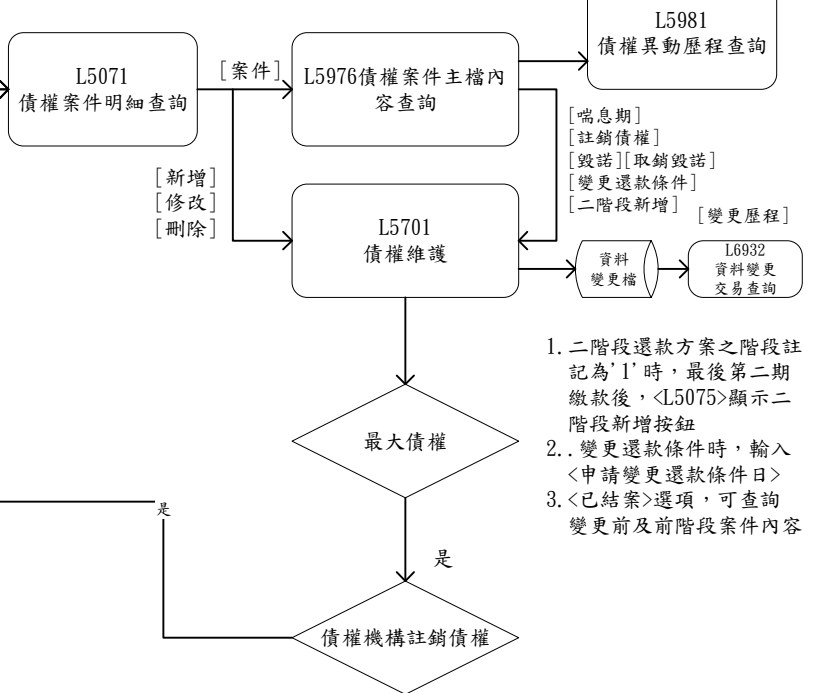 L5981
債權異動歷程查詢
L5071
債權案件明細查詢
[案件]
L5976債權案件主檔內
容查詢
[喘息期]
[註銷債權]
[毀諾][取銷毀諾]
[變更還款條件]
[二階段新增]
[新增]
[修改]
[刪除]
L5701
債權維護
[變更歷程]
資料
變更檔
L6932
資料變更
交易查詢
1. 二階段還款方案之階段註
記為'1'時，最後第二期
繳款後，<L5075>顯示二
階段新增按鈕
2.. 變更還款條件時，輸入
<申請變更還款條件日>
3. <已結案>選項，可查詢
變更前及前階段案件內容
最大債權
是
是
債權機構註銷債權